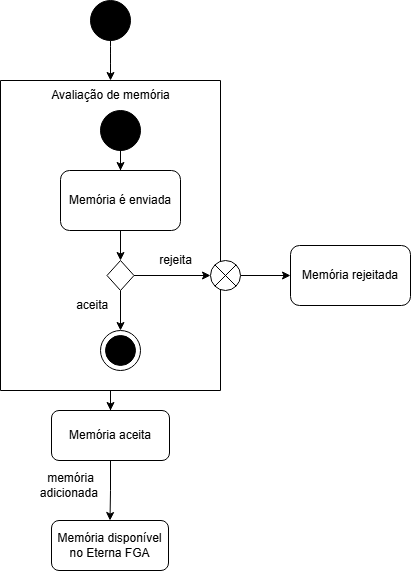 Avaliação de memória
Memória é enviada
rejeita
Memória rejeitada
aceita
Memória aceita
memória
adicionada
Memória disponível
no Eterna FGA